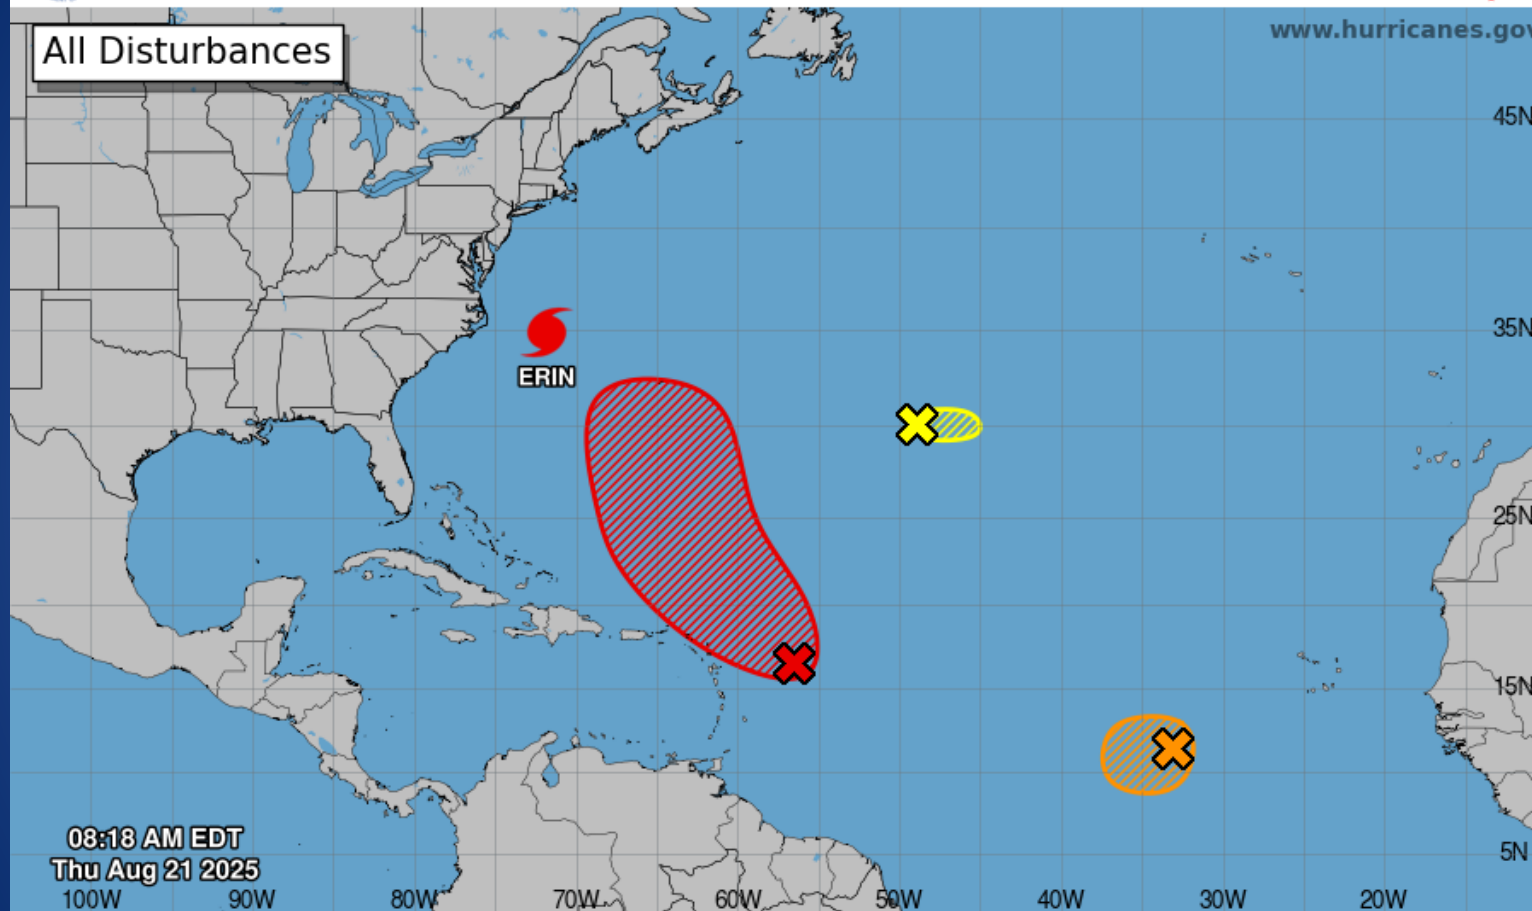 All Disturbances
www.hurricanes.gov
45N
35N
ERIN
25N
15N
08:18 AM EDT
Thu Aug 21 2025
5N
100W 90W 80W 70W 60W 50W 40W 30W 20W